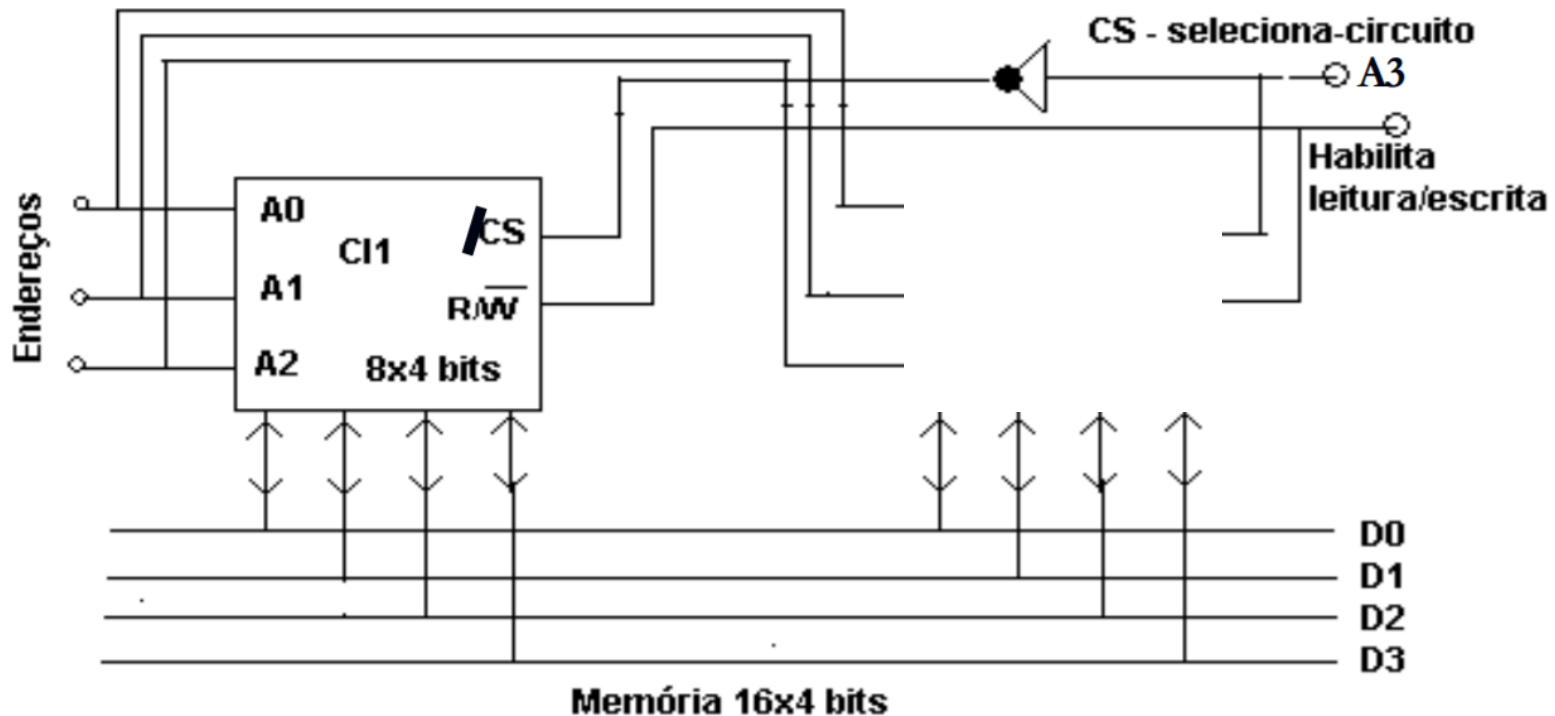 CS - seleciona-circuito
A3
Habilita
leitura/escrita
Endereços
A0
/CS
CI1
A1
R/W̅
A2
8x4 bits
D0
D1
D2
D3
Memória 16x4 bits